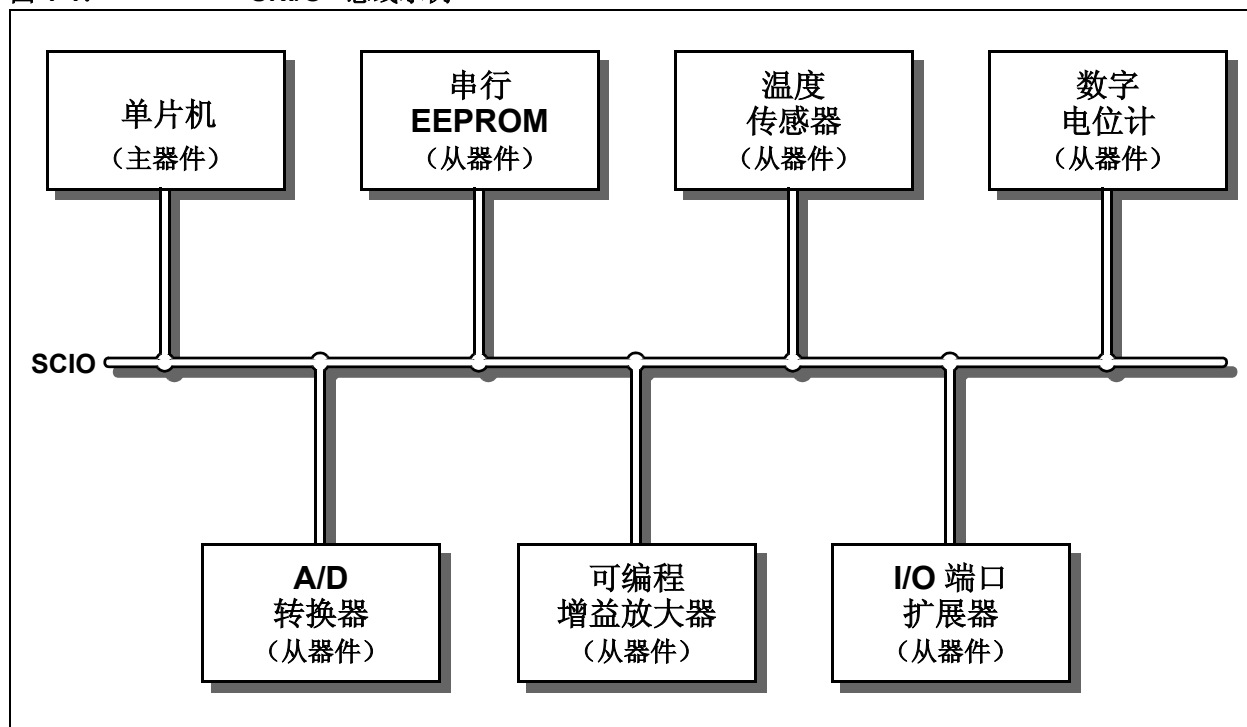 单片机
（主器件）
串行
EEPROM
（从器件）
温度
传感器
（从器件）
数字
电位计
（从器件）
SCIO
A/D
转换器
（从器件）
可编程
增益放大器
（从器件）
I/O 端口
扩展器
（从器件）